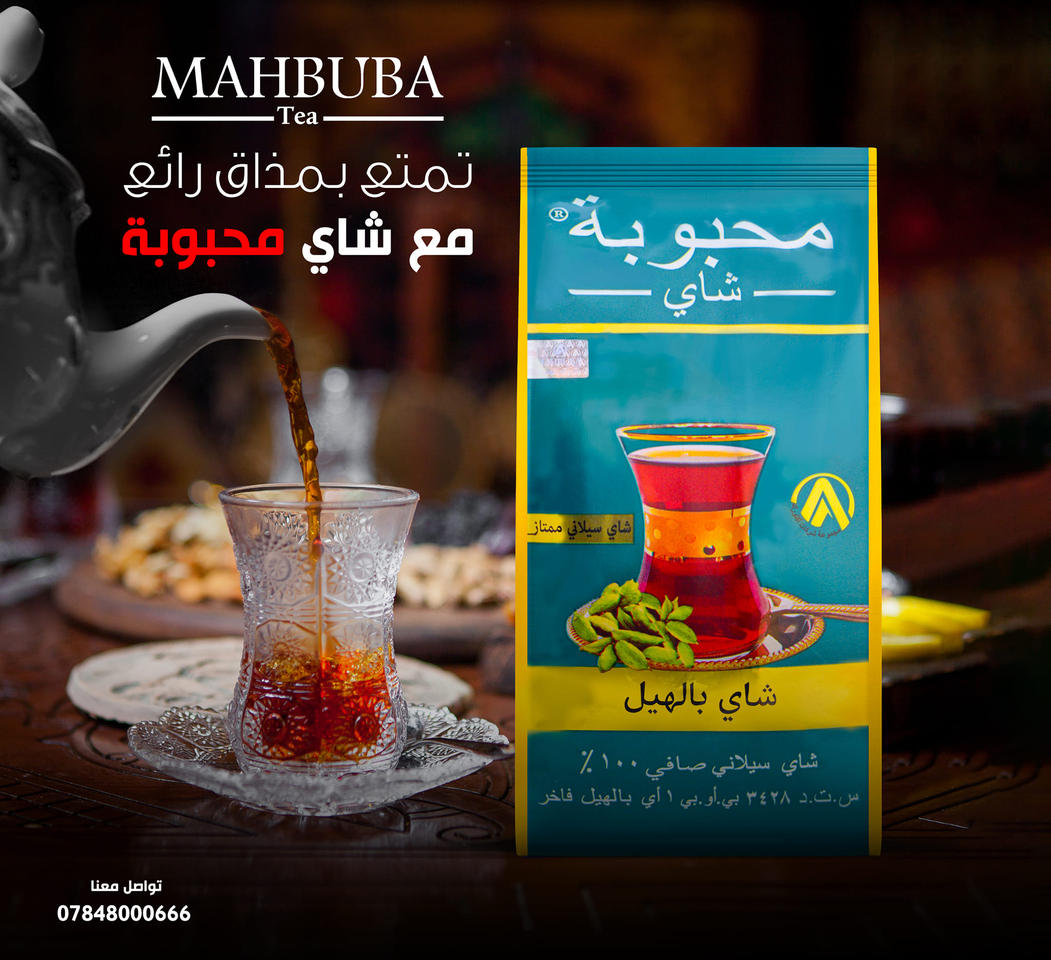 MAHBUBA
Tea
تمتع بمذاق رائع
مع شاي محبوبة
محبوبة®
شاي
شاي سيلاني ممتاز
شاي بالهيل
شاي سيلاني صافي ١٠٠٪
س.ت.د ٣٤٢٨ بي.أو.بي ١ أي بالهيل فاخر
تواصل معنا
07848000666